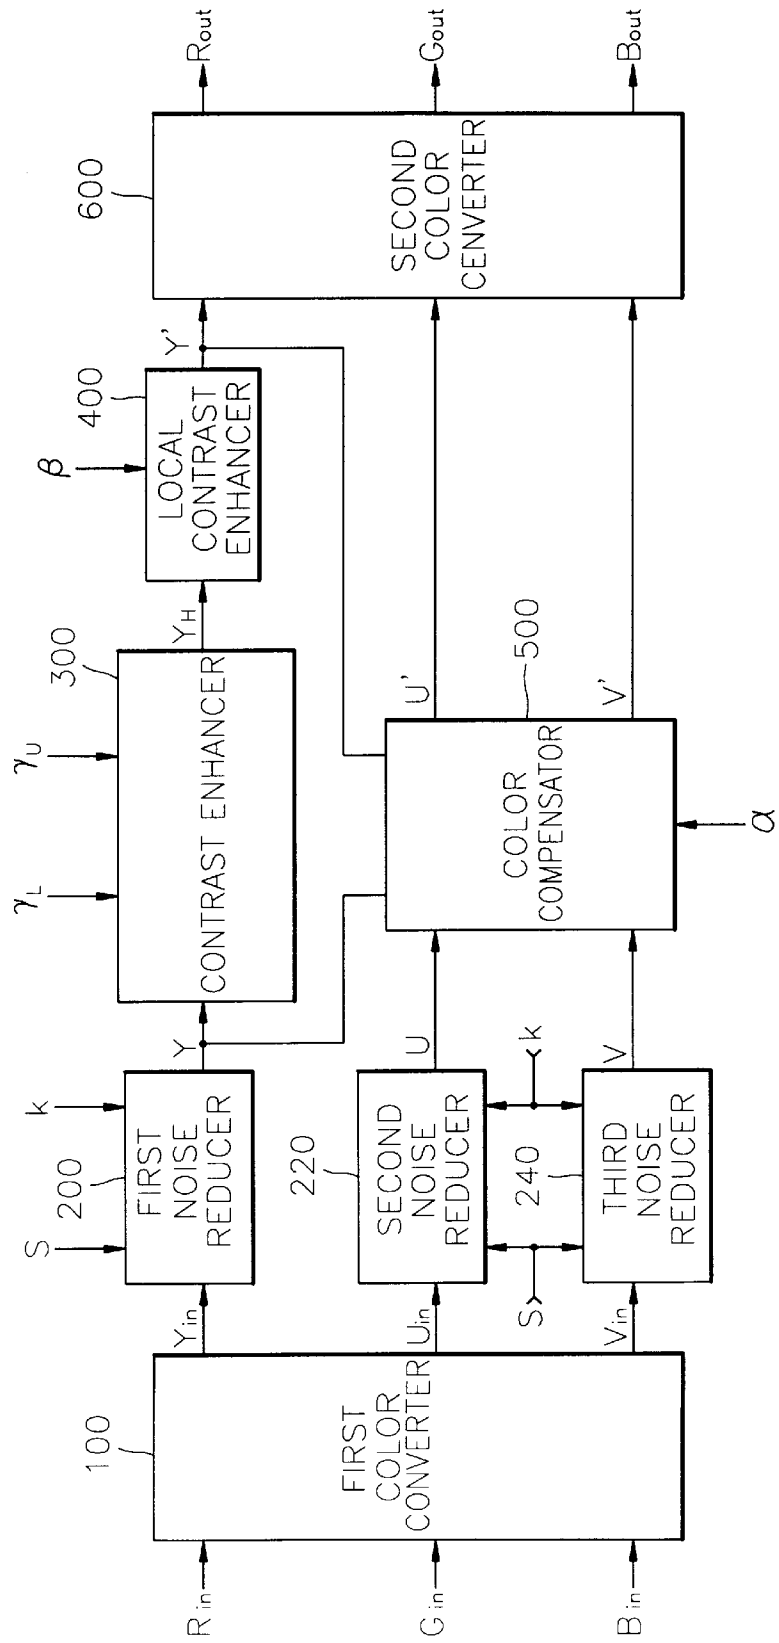 Rin
Gin
Bin
100
FIRST
COLOR
CONVERTER
Yin
Uin
Vin
S
k
200
FIRST
NOISE
REDUCER
220
SECOND
NOISE
REDUCER
S
k
240
THIRD
NOISE
REDUCER
Y
U
V
γL
γU
300
CONTRAST ENHANCER
YH
β
400
LOCAL
CONTRAST
ENHANCER
Y'
COLOR
COMPENSATOR
500
α
U'
V'
600
SECOND
COLOR
CENVERTER
Rout
Gout
Bout